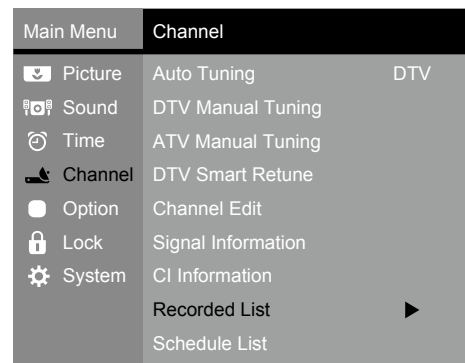 Main Menu Channel
Picture Auto Tuning DTV
Sound DTV Manual Tuning
Time ATV Manual Tuning
Channel DTV Smart Retune
Option Channel Edit
Lock Signal Information
System CI Information
Recorded List
Schedule List